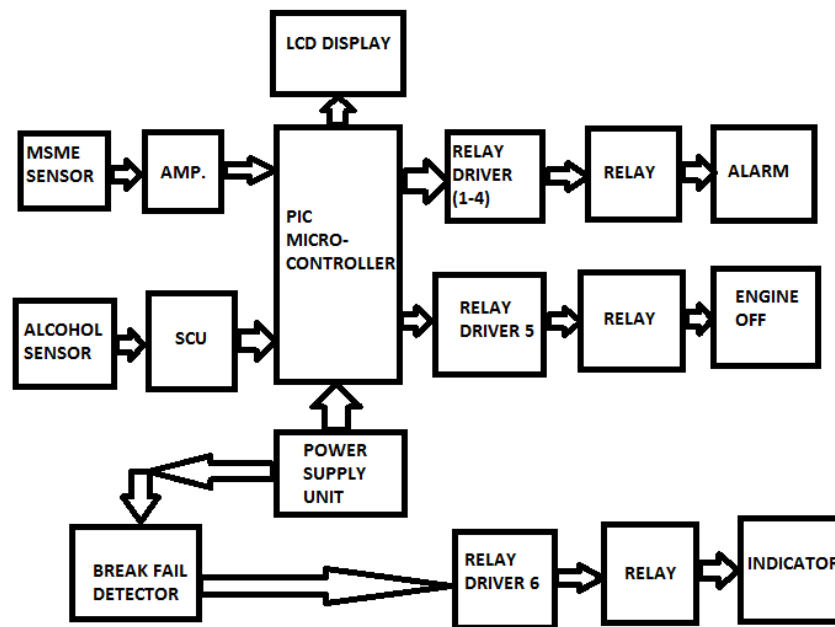 LCD DISPLAY
MSME
SENSOR
AMP.
PIC
MICRO-
CONTROLLER
RELAY
DRIVER
(1-4)
RELAY
ALARM
ALCOHOL
SENSOR
SCU
RELAY
DRIVER 5
RELAY
ENGINE
OFF
POWER
SUPPLY
UNIT
BREAK FAIL
DETECTOR
RELAY
DRIVER 6
RELAY
INDICATOR